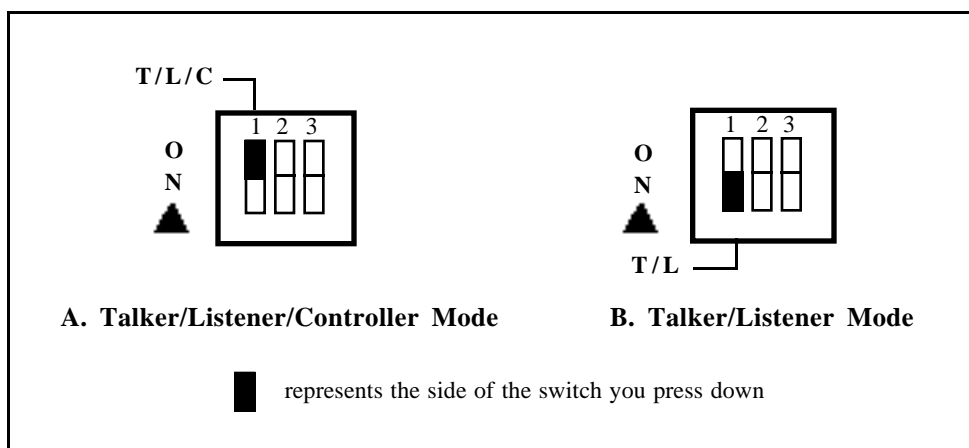 T/L/C
1 2 3
O
N
A. Talker/Listener/Controller Mode
1 2 3
O
N
T/L
B. Talker/Listener Mode
represents the side of the switch you press down